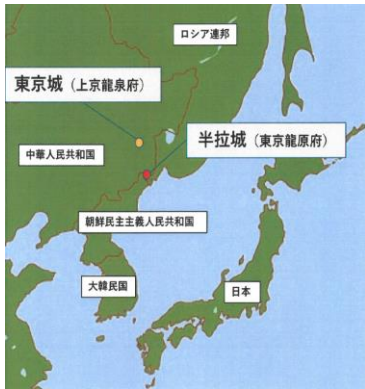 ロシア連邦
東京城（上京龍泉府）
半拉城（東京龍原府）
中華人民共和国
朝鮮民主主義人民共和国
大韓民国
日本